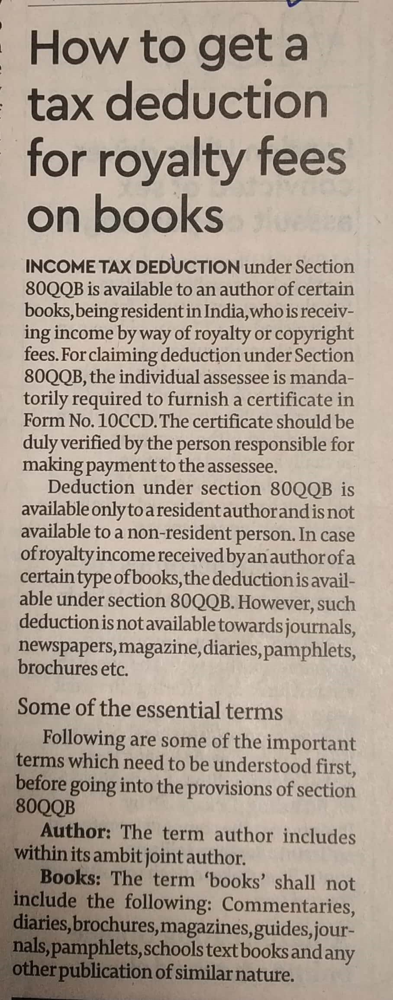 How to get a
tax deduction
for royalty fees
on books
INCOME TAX DEDUCTION under Section
80QQB is available to an author of certain
books, being resident in India, who is receiv-
ing income by way of royalty or copyright
fees. For claiming deduction under Section
80QQB, the individual assessee is manda-
torily required to furnish a certificate in
Form No. 10CCD. The certificate should be
duly verified by the person responsible for
making payment to the assessee.
Deduction under section 80QQB is
available only to a resident author and is not
available to a non-resident person. In case
of royalty income received by an author of a
certain type of books, the deduction is avail-
able under section 80QQB. However, such
deduction is not available towards journals,
newspapers, magazine, diaries, pamphlets,
brochures etc.
Some of the essential terms
Following are some of the important
terms which need to be understood first,
before going into the provisions of section
80QQB
Author: The term author includes
within its ambit joint author.
Books: The term ‘books’ shall not
include the following: Commentaries,
diaries, brochures, magazines, guides, jour-
nals, pamphlets, schools text books and any
other publication of similar nature.